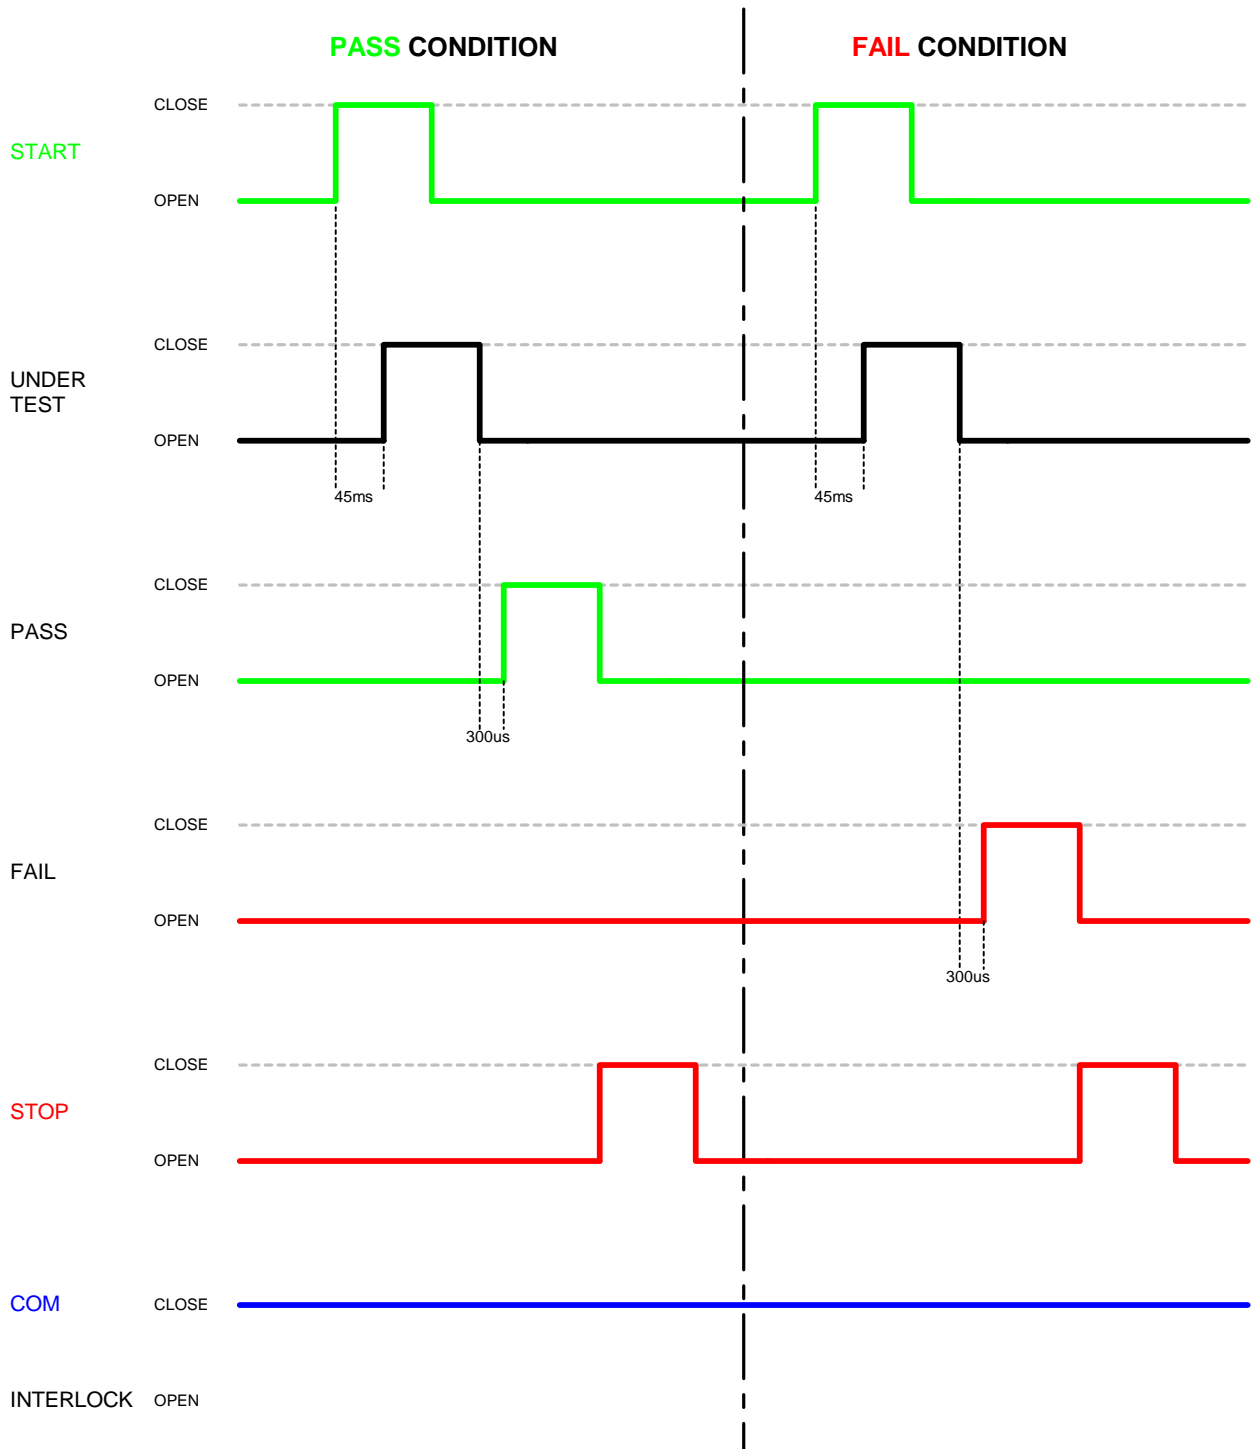 PASS CONDITION
FAIL CONDITION
CLOSE
START
OPEN
CLOSE
UNDER
TEST
OPEN
45ms
45ms
CLOSE
PASS
OPEN
300us
CLOSE
FAIL
OPEN
300us
CLOSE
STOP
OPEN
COM
CLOSE
INTERLOCK
OPEN